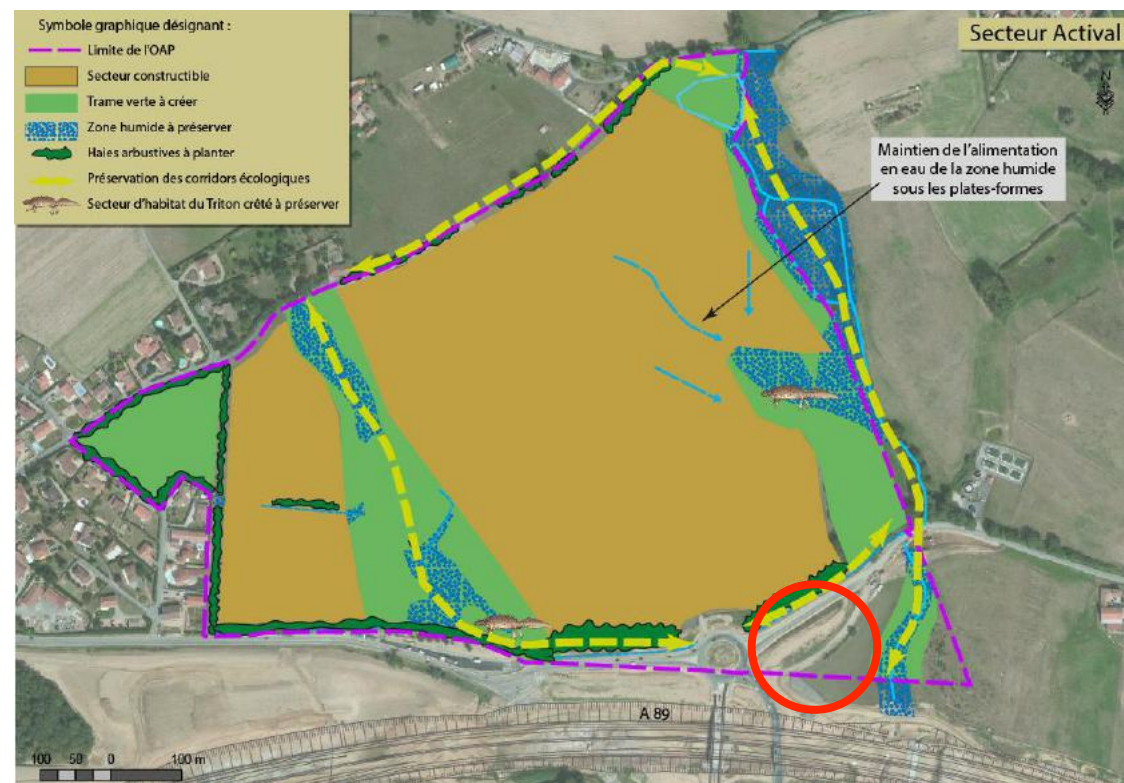 Symbole graphique désignant :
Limite de l'OAP
Secteur constructible
Trame verte à créer
Zone humide à préserver
Haies arbustives à planter
Préservation des corridors écologiques
Secteur d'habitat du Triton crêté à préserver
Secteur Actival
N
Maintien de l'alimentation
en eau de la zone humide
sous les plates-formes
A 89
100 50 0 100 m